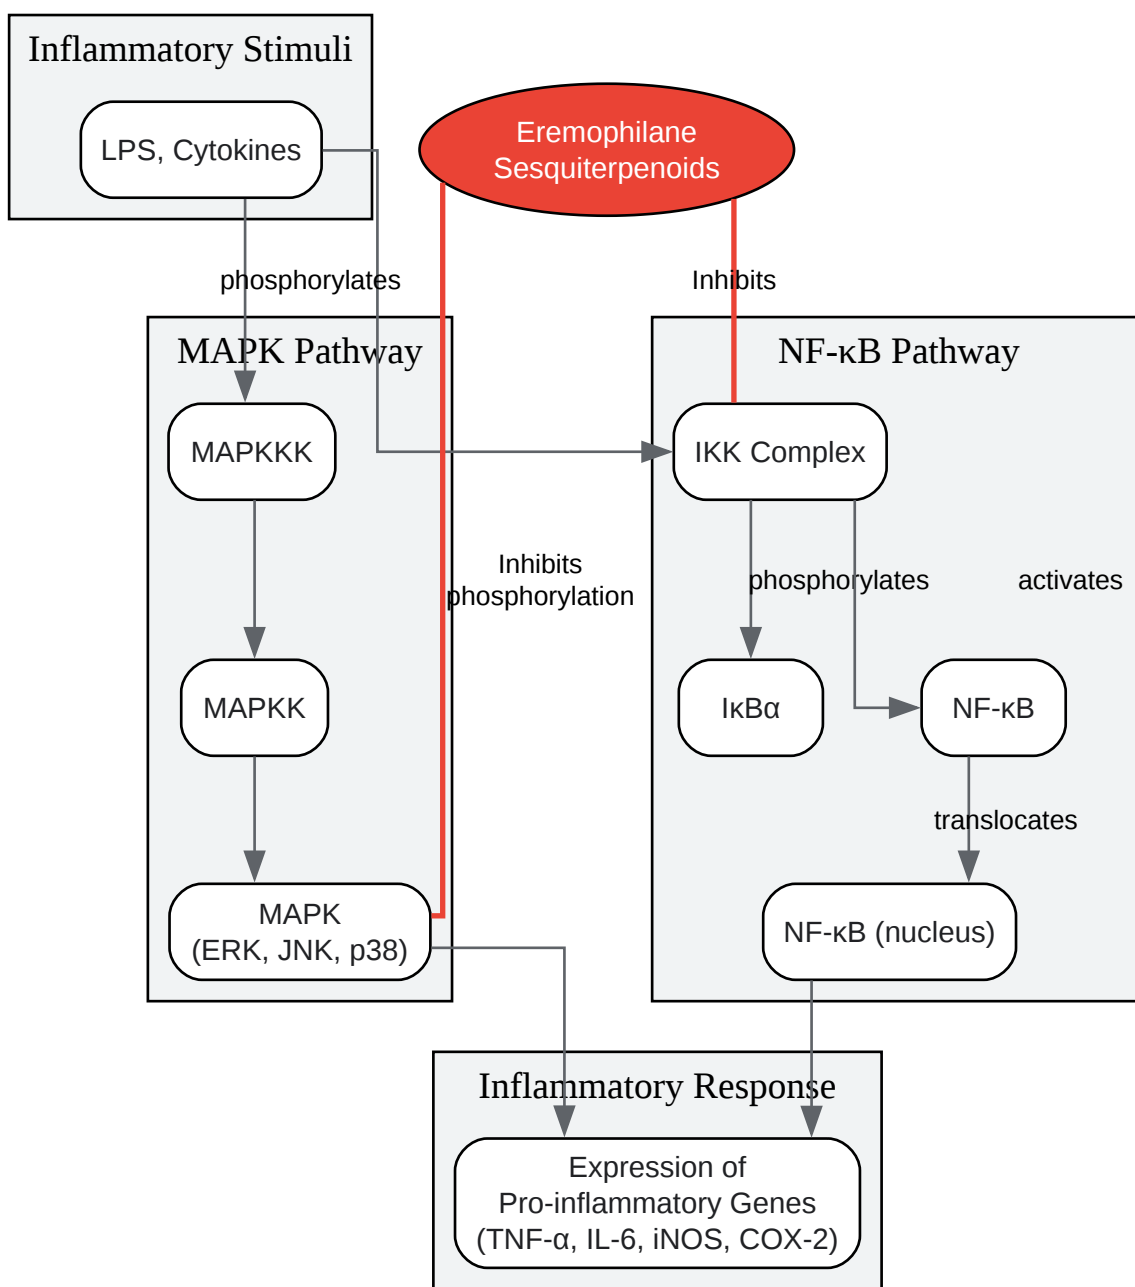 Inflammatory Stimuli
LPS, Cytokines
Eremophilane
Sesquiterpenoids
phosphorylates
Inhibits
MAPK Pathway
NF-κB Pathway
MAPKKK
IKK Complex
Inhibits
phosphorylation
phosphorylates
activates
MAPKK
IκBα
NF-κB
translocates
MAPK
(ERK, JNK, p38)
NF-κB (nucleus)
Inflammatory Response
Expression of
Pro-inflammatory Genes
(TNF-α, IL-6, iNOS, COX-2)